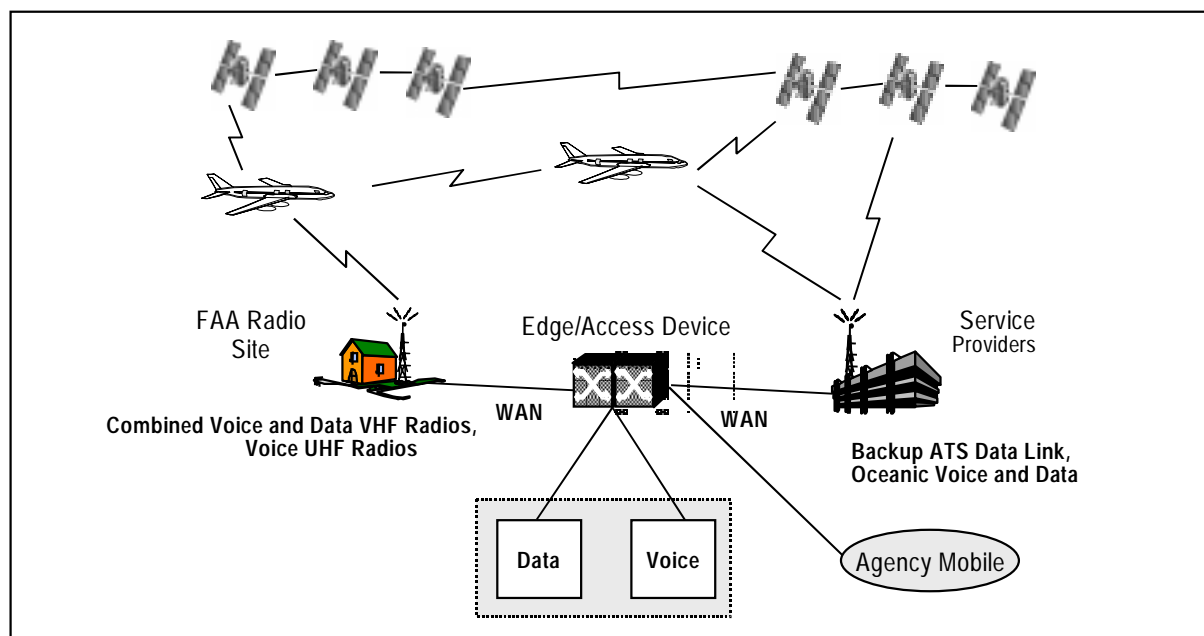 FAA Radio
Site
Edge/Access Device
Service
Providers
WAN
WAN
Combined Voice and Data VHF Radios,
Voice UHF Radios
Backup ATS Data Link,
Oceanic Voice and Data
Data
Voice
Agency Mobile